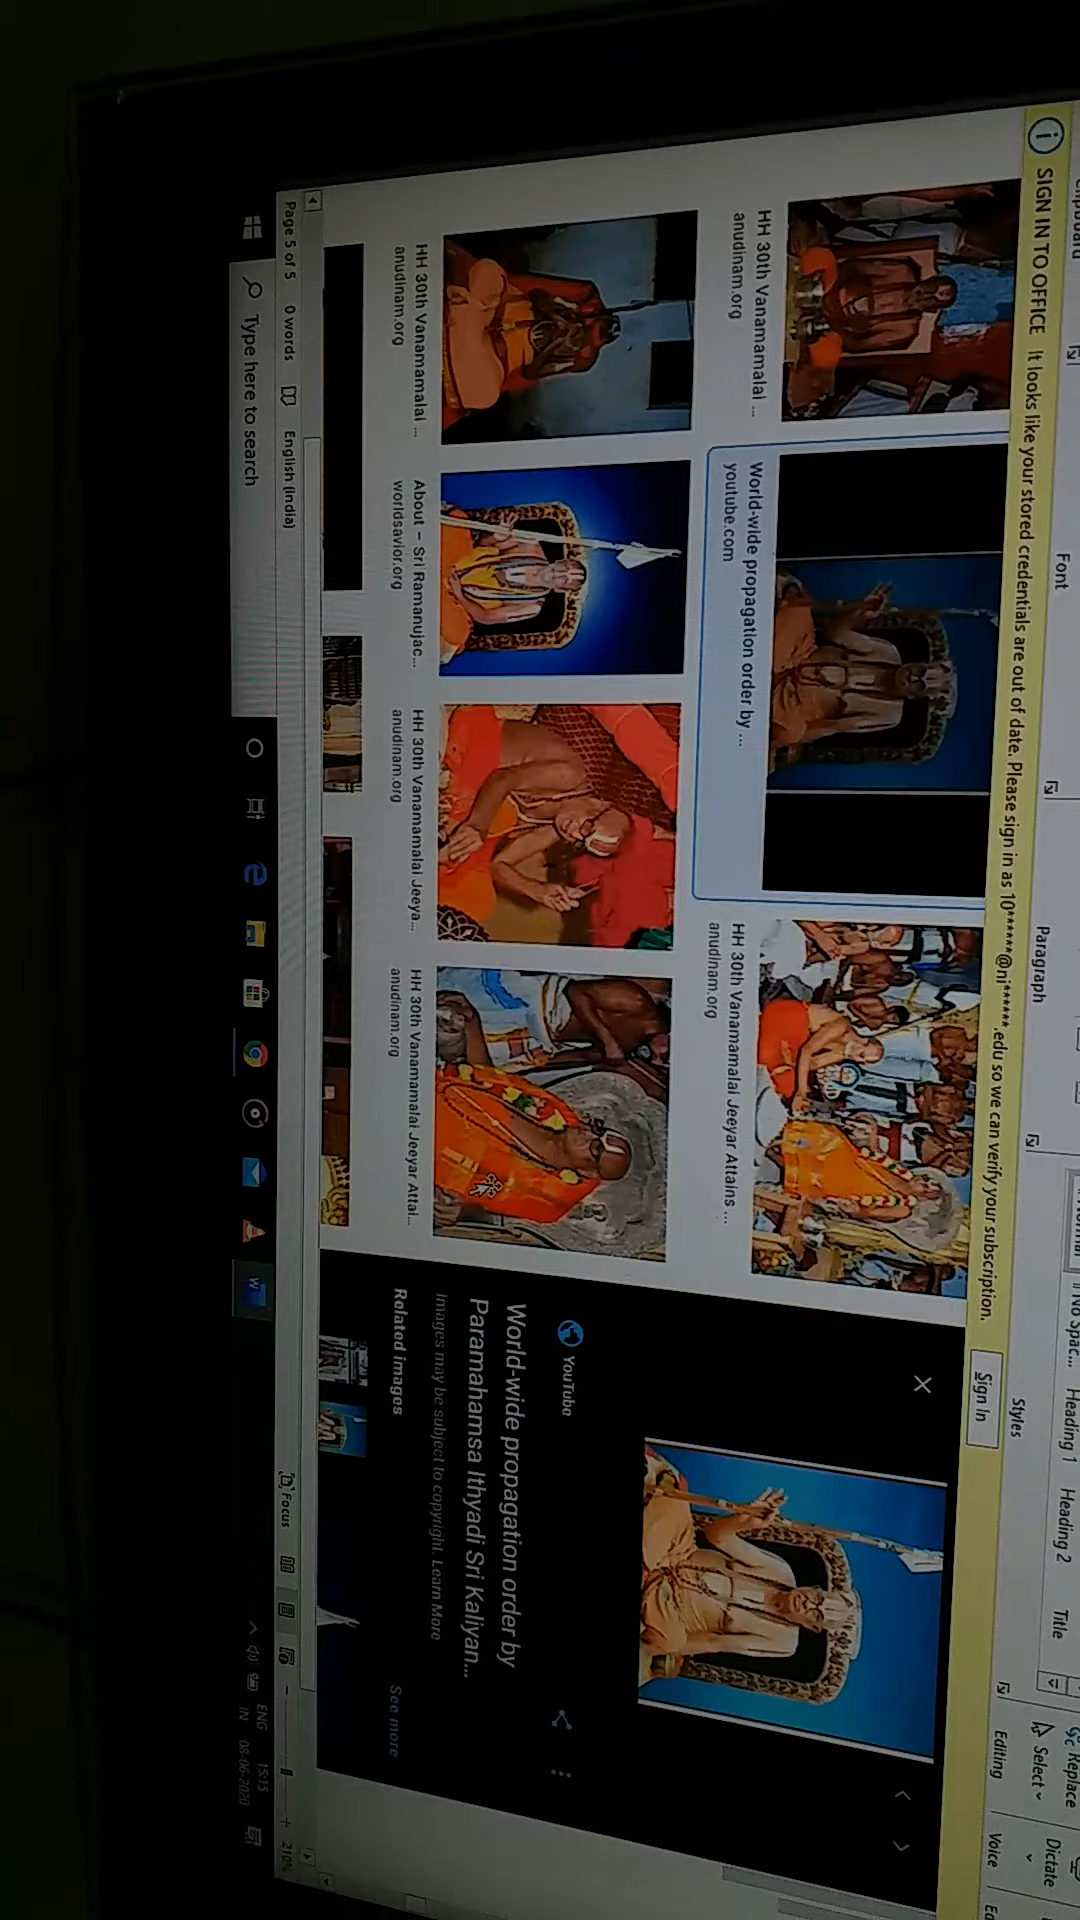 Clipboard
Font
Paragraph
Styles
Editing
Voice
No Spac...
Heading 1
Heading 2
Title
Replace
Select
Dictate
SIGN IN TO OFFICE It looks like your stored credentials are out of date. Please sign in as 10******@ni******.edu so we can verify your subscription.
Sign In
HH 30th Vanamamalai ...
anudinam.org
World-wide propagation order by ...
youtube.com
HH 30th Vanamamalai Jeeyar Attains ...
anudinam.org
HH 30th Vanamamalai ...
anudinam.org
About – Sri Ramanujac...
worldsavior.org
HH 30th Vanamamalai Jeeya...
anudinam.org
HH 30th Vanamamalai Jeeyar Attai...
anudinam.org
YouTube
World-wide propagation order by
Paramahamsa Ithyadi Sri Kaliyan...
Images may be subject to copyright. Learn More
Related images
See more
Page 5 of 5 0 words English (India)
Focus
210%
Type here to search
ENG
IN
15:15
08-06-2020